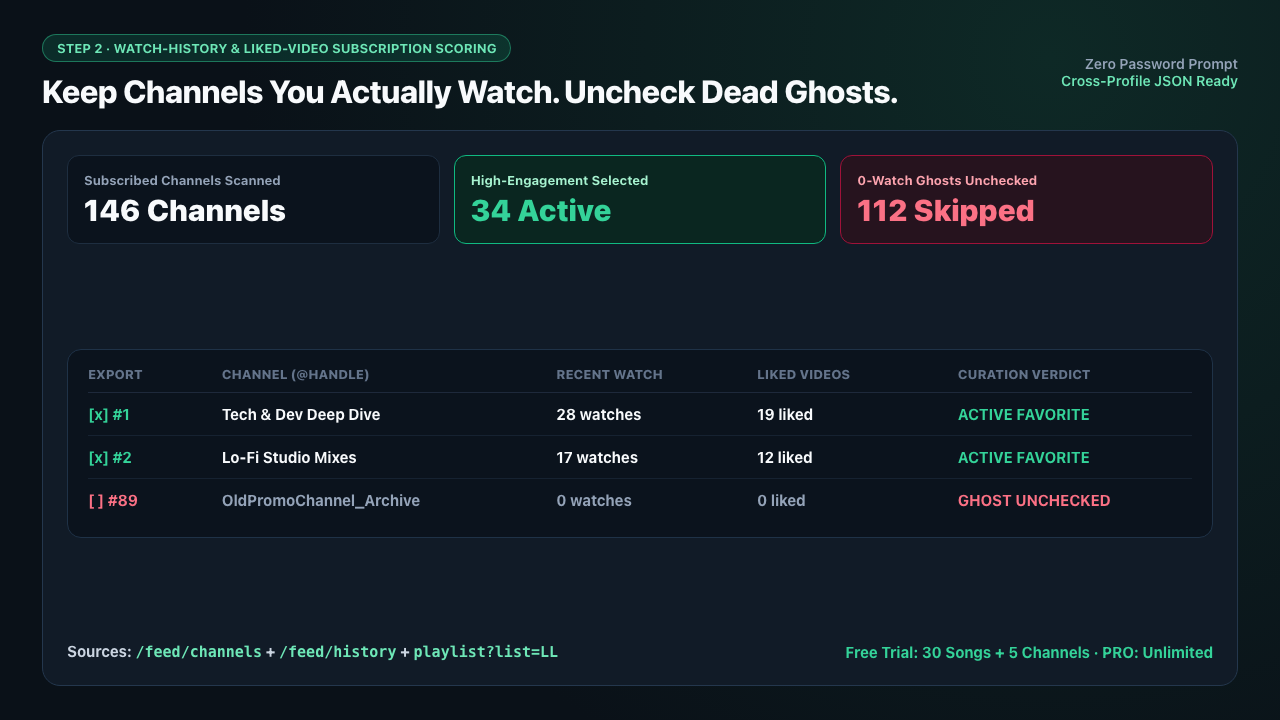 STEP 2 · WATCH-HISTORY & LIKED-VIDEO SUBSCRIPTION SCORING
Keep Channels You Actually Watch. Uncheck Dead Ghosts.
Zero Password Prompt
Cross-Profile JSON Ready
Subscribed Channels Scanned
146 Channels
High-Engagement Selected
34 Active
0-Watch Ghosts Unchecked
112 Skipped
EXPORT CHANNEL (@HANDLE) RECENT WATCH LIKED VIDEOS CURATION VERDICT
[x] #1 Tech & Dev Deep Dive 28 watches 19 liked ACTIVE FAVORITE
[x] #2 Lo-Fi Studio Mixes 17 watches 12 liked ACTIVE FAVORITE
[ ] #89 OldPromoChannel_Archive 0 watches 0 liked GHOST UNCHECKED
Sources: /feed/channels + /feed/history + playlist?list=LL
Free Trial: 30 Songs + 5 Channels · PRO: Unlimited